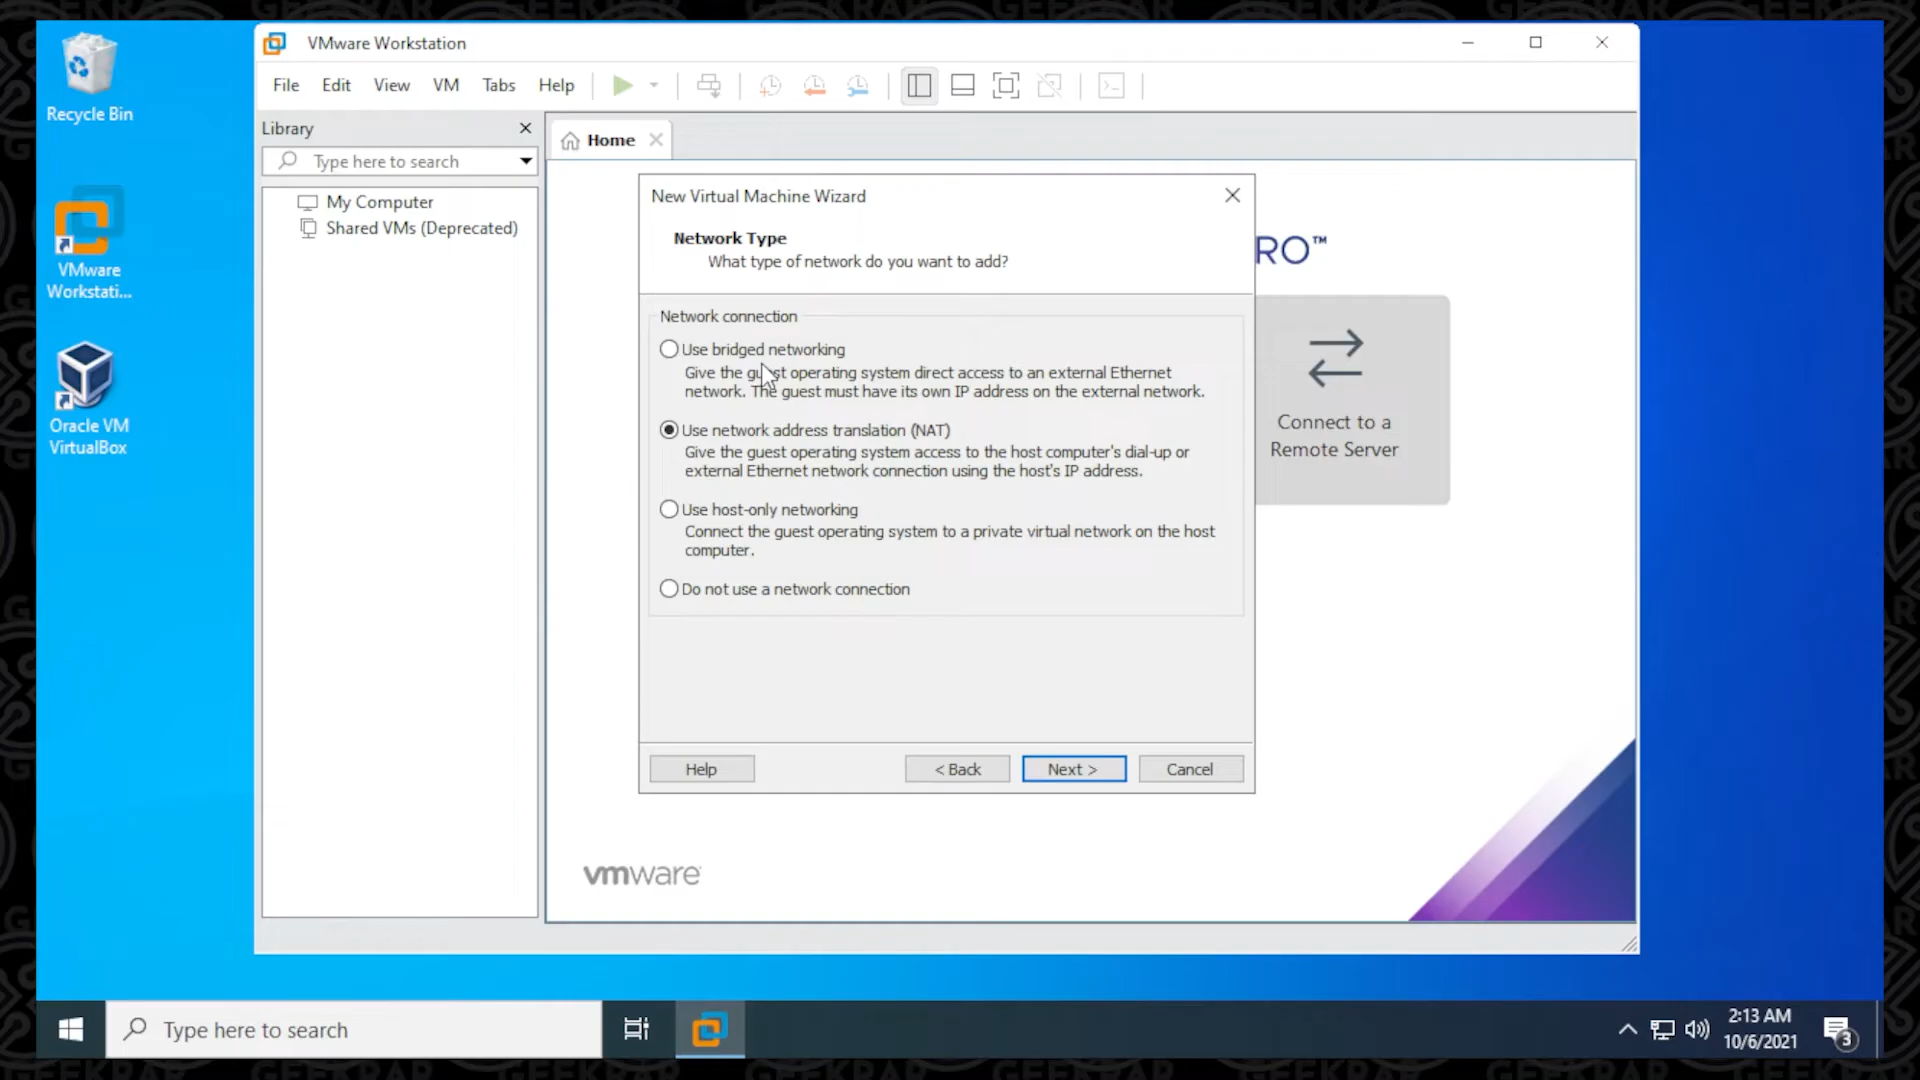 Recycle Bin
VMware
Workstati...
Oracle VM
VirtualBox
VMware Workstation
File Edit View VM Tabs Help
Library
Type here to search
My Computer
Shared VMs (Deprecated)
Home
New Virtual Machine Wizard
Network Type
What type of network do you want to add?
Network connection
Use bridged networking
Give the guest operating system direct access to an external Ethernet
network. The guest must have its own IP address on the external network.
Use network address translation (NAT)
Give the guest operating system access to the host computer's dial-up or
external Ethernet network connection using the host's IP address.
Use host-only networking
Connect the guest operating system to a private virtual network on the host
computer.
Do not use a network connection
Help < Back Next > Cancel
RO™
Connect to a
Remote Server
vmware
Type here to search
2:13 AM
10/6/2021
3